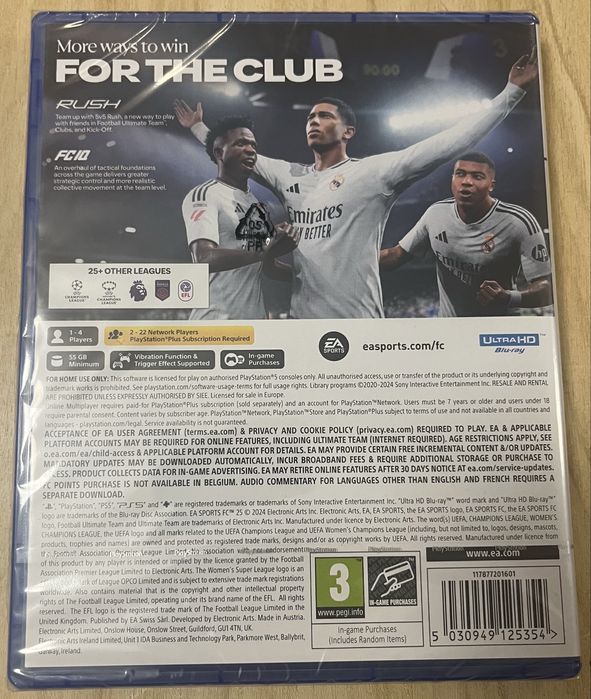 More ways to win
FOR THE CLUB
RUSH
Team up with 5v5 Rush, a new way to play
with friends in Football Ultimate Team™,
Clubs, and Kick-Off.
FC IQ
An overhaul of tactical foundations
across the game delivers greater
strategic control and more realistic
collective movement at the team level.
90:00
3
Emirates
FLY BETTER
hp
25+ OTHER LEAGUES
CHAMPIONS
LEAGUE
CHAMPIONS
LEAGUE
EFL
1 - 4
Players
2 - 22 Network Players
PlayStation®Plus Subscription Required
55 GB
Minimum
Vibration Function &
Trigger Effect Supported
In-game
Purchases
EA
SPORTS
easports.com/fc
ULTRA HD
Blu-ray
FOR HOME USE ONLY: This software is licensed for play on authorised PlayStation®5 consoles only. All unauthorised access, use or transfer of the product or its underlying copyright and
trademark works is prohibited. See playstation.com/software-usage-terms for full usage rights. Library programs ©2020-2024 Sony Interactive Entertainment Inc. RESALE AND RENTAL
ARE PROHIBITED UNLESS EXPRESSLY AUTHORISED BY SIEE. Licensed for sale in Europe.
Online Multiplayer requires paid-for PlayStation®Plus subscription (sold separately) and an account for PlayStation™Network. Users must be 7 years or older and users under 18
require parental consent. Content varies by subscriber age. PlayStation™Network, PlayStation™Store and PlayStation®Plus subject to terms of use and not available in all countries and
languages - playstation.com/legal. Service availability is not guaranteed.
ACCEPTANCE OF EA USER AGREEMENT (terms.ea.com) & PRIVACY AND COOKIE POLICY (privacy.ea.com) REQUIRED TO PLAY. EA & APPLICABLE
PLATFORM ACCOUNTS MAY BE REQUIRED FOR ONLINE FEATURES, INCLUDING ULTIMATE TEAM (INTERNET REQUIRED). AGE RESTRICTIONS APPLY, SEE
o.ea.com/ea/child-access & APPLICABLE PLATFORM ACCOUNT FOR DETAILS. EA MAY PROVIDE CERTAIN FREE INCREMENTAL CONTENT &/OR UPDATES.
MANDATORY UPDATES MAY BE DOWNLOADED AUTOMATICALLY, INCUR BROADBAND FEES & REQUIRE ADDITIONAL STORAGE OR PURCHASE TO
CESS. PRODUCT COLLECTS DATA FOR IN-GAME ADVERTISING. EA MAY RETIRE ONLINE FEATURES AFTER 30 DAYS NOTICE AT ea.com/service-updates.
FC POINTS PURCHASE IS NOT AVAILABLE IN BELGIUM. AUDIO COMMENTARY FOR LANGUAGES OTHER THAN ENGLISH AND FRENCH REQUIRES A
SEPARATE DOWNLOAD.
"PlayStation", "PS5", "PS5" and are registered trademarks or trademarks of Sony Interactive Entertainment Inc. "Ultra HD Blu-ray™" word mark and "Ultra HD Blu-ray™"
logo are trademarks of the Blu-ray Disc Association. EA SPORTS FC™ 25 © 2024 Electronic Arts Inc. Electronic Arts, EA, EA SPORTS, the EA SPORTS logo, EA SPORTS FC, the EA SPORTS FC
logo, Football Ultimate Team and Ultimate Team are trademarks of Electronic Arts Inc. Manufactured under licence by Electronic Arts. The word(s) UEFA, CHAMPIONS LEAGUE, WOMEN'S
CHAMPIONS LEAGUE, the UEFA logo and all marks related to the UEFA Champions League and UEFA Women's Champions League (including, but not limited to, logos, designs, mascots,
products, trophies and names) are owned and protected as registered trade marks, designs and/or as copyright works by UEFA. All rights reserved. Manufactured under licence from
Football Association Premier League Limited. No association with nor endorsement
of this product by any player is intended or implied by the licence granted by the Football
Association Premier League Limited to Electronic Arts. The Women's Super League logo is an
mark of League OPCO Limited and is subject to extensive trade mark registrations
worldwide. Also contains material that is the copyright and other intellectual property
rights of The Football League Limited, operating under its brand name of the EFL. All rights
reserved. The EFL logo is the registered trade mark of The Football League Limited in the
United Kingdom. Published by EA Swiss Sàrl. Developed by Electronic Arts. Made in Austria.
Electronic Arts Limited, Onslow House, Onslow Street, Guildford, GU1 4TN, UK.
Electronic Arts Ireland Limited, Unit 1 IDA Business and Technology Park, Parkmore West, Ballybrit,
Galway, Ireland.
3
www.pegi.info
IN-GAME PURCHASES
In-game Purchases
(Includes Random Items)
www.ea.com
117877201601
5 030949 125354